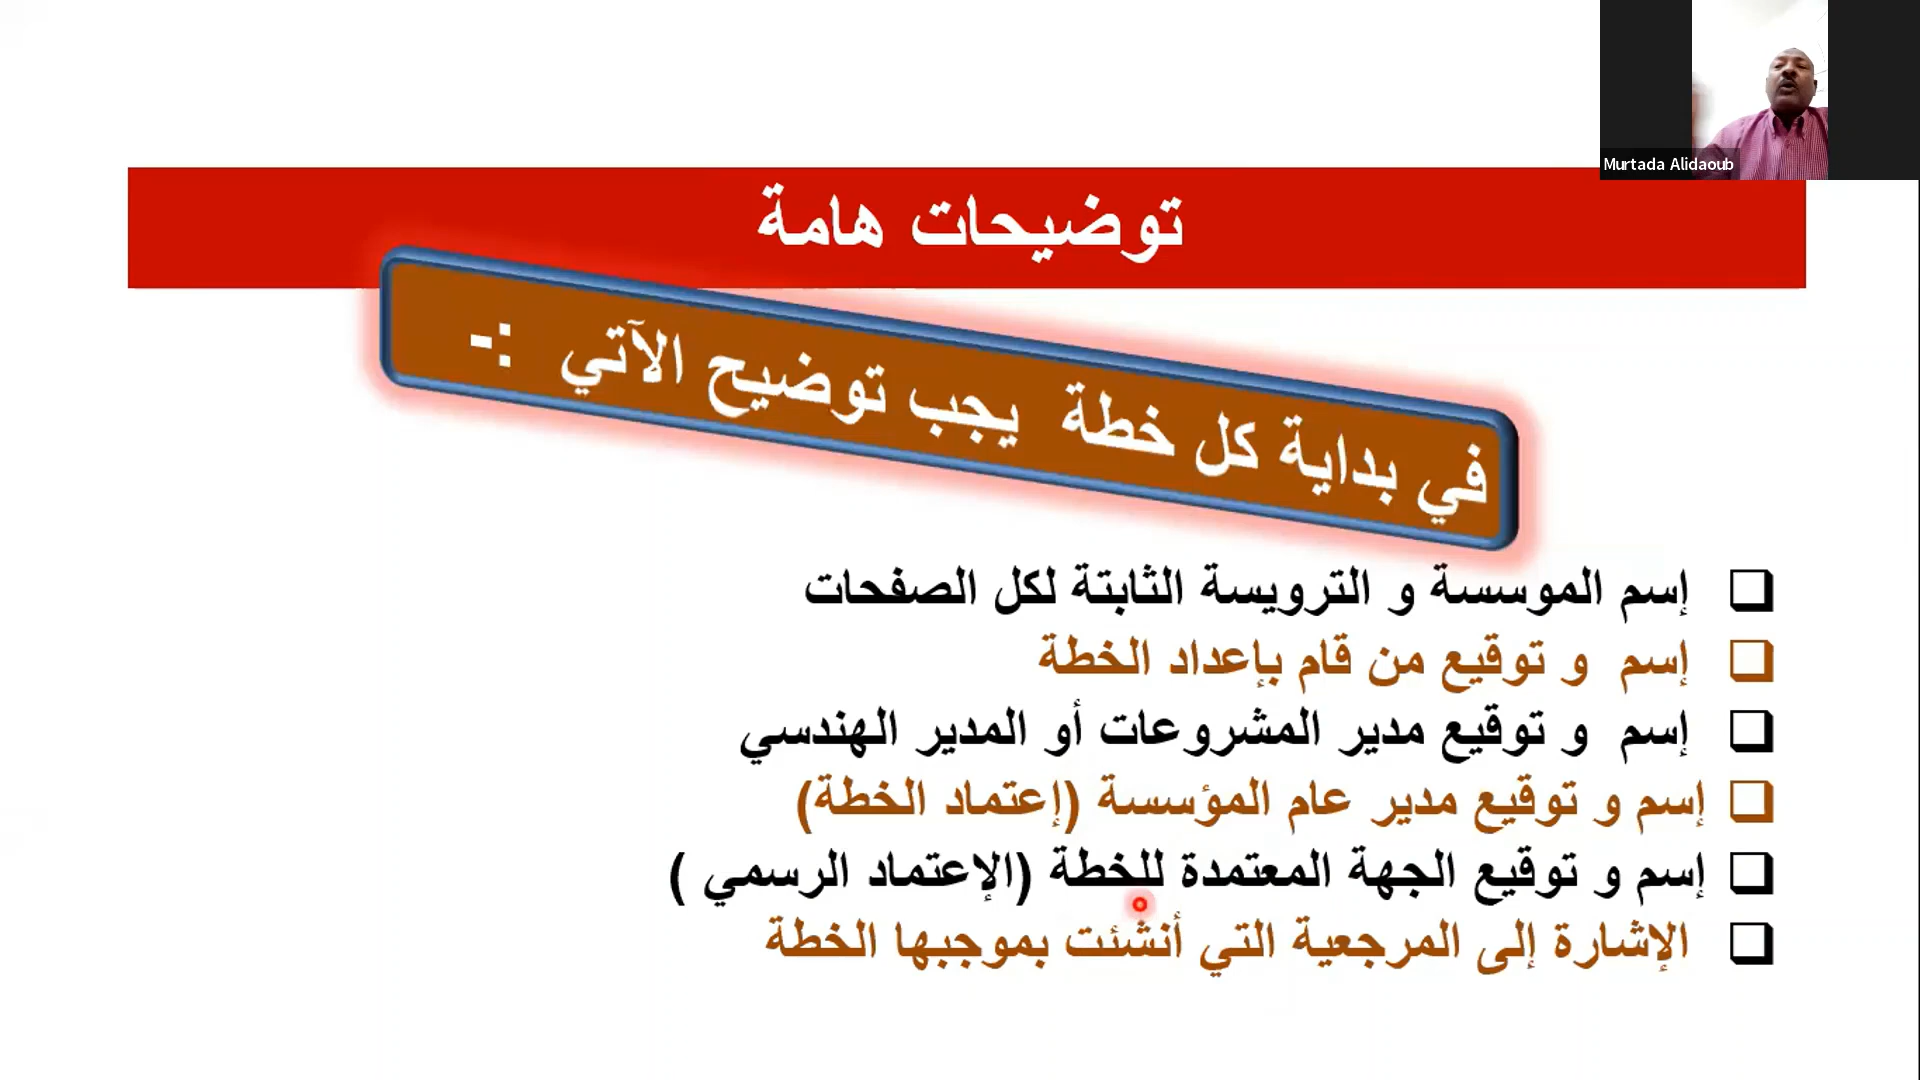 Murtada Alidaoub
توضيحات هامة
في بداية كل خطة يجب توضيح الآتي :-
إسم الموسسة و الترويسة الثابتة لكل الصفحات
إسم و توقيع من قام بإعداد الخطة
إسم و توقيع مدير المشروعات أو المدير الهندسي
إسم و توقيع مدير عام المؤسسة (إعتماد الخطة)
إسم و توقيع الجهة المعتمدة للخطة (الإعتماد الرسمي )
الإشارة إلى المرجعية التي أنشئت بموجبها الخطة